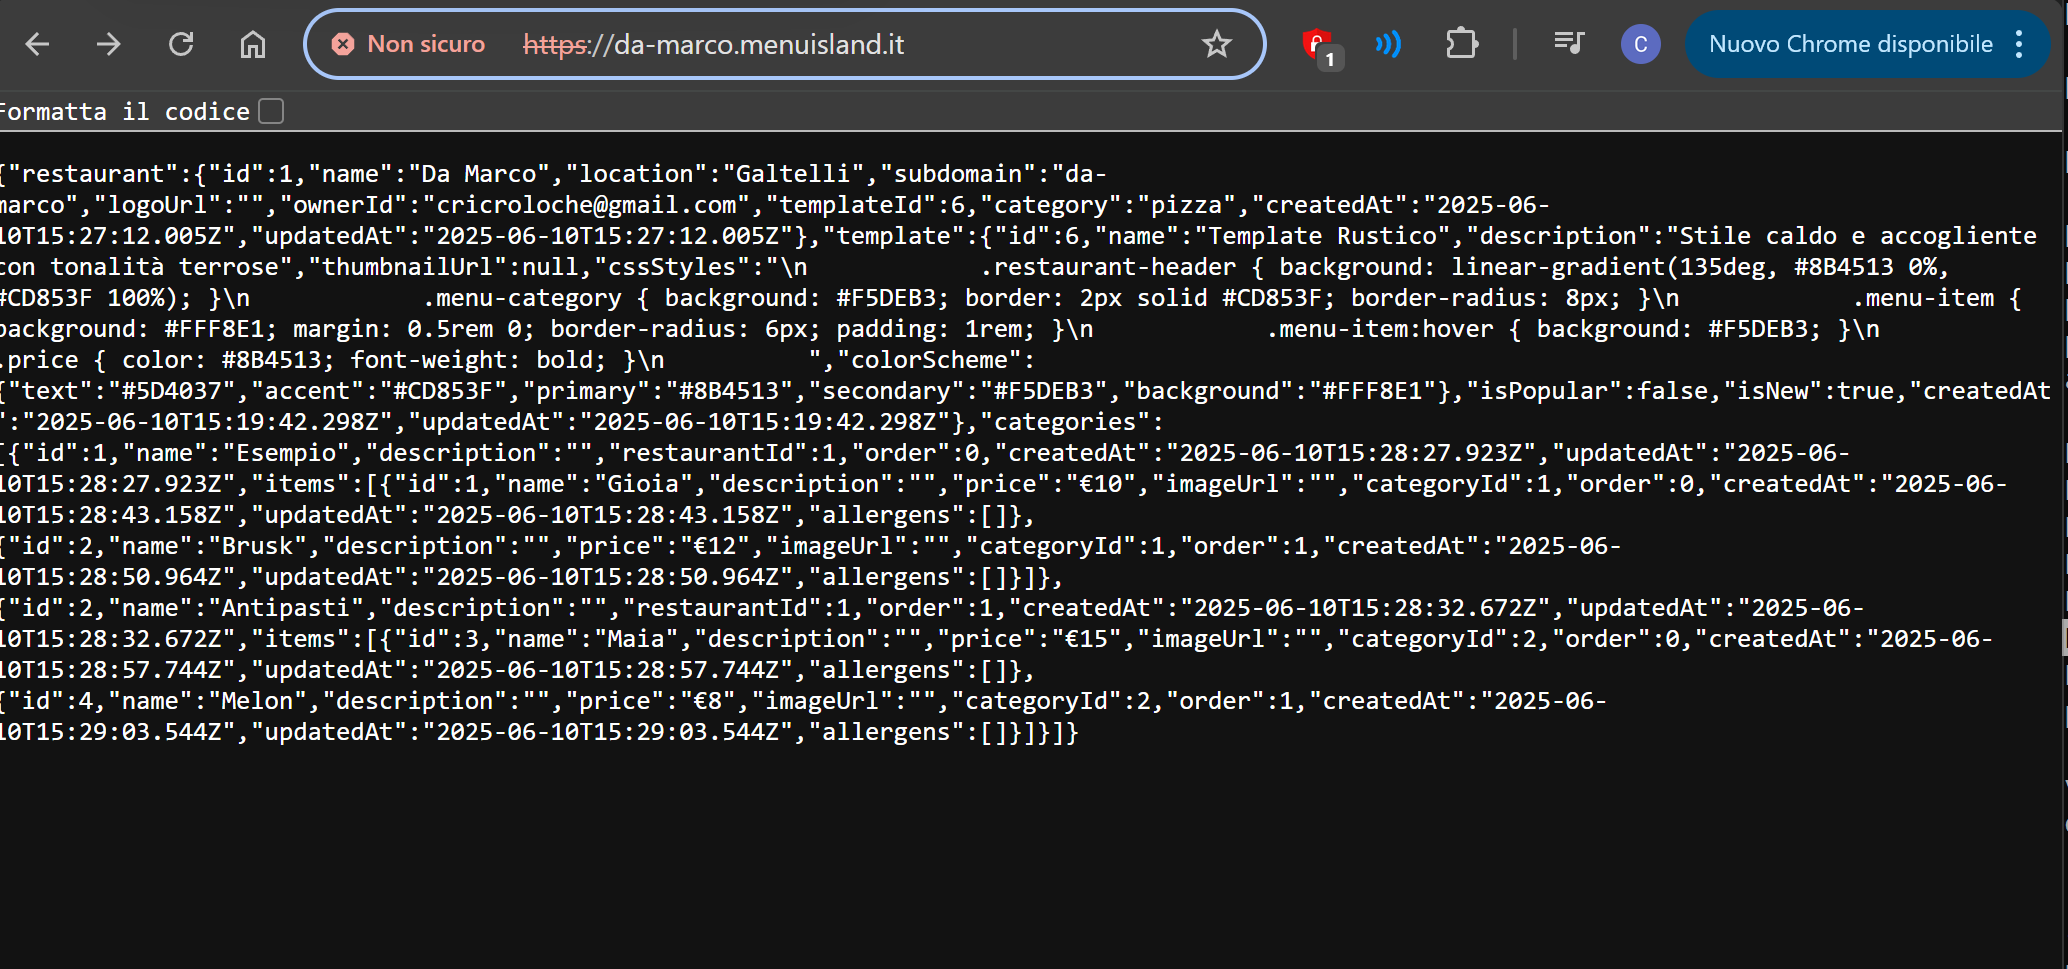 Non sicuro https://da-marco.menuisland.it 1 C Nuovo Chrome disponibile
Formatta il codice
{"restaurant":{"id":1,"name":"Da Marco","location":"Galtelli","subdomain":"da-
marco","logoUrl":"","ownerId":"cricroloche@gmail.com","templateId":6,"category":"pizza","createdAt":"2025-06-
10T15:27:12.005Z","updatedAt":"2025-06-10T15:27:12.005Z"},"template":{"id":6,"name":"Template Rustico","description":"Stile caldo e accogliente
con tonalità terrose","thumbnailUrl":null,"cssStyles":"\n            .restaurant-header { background: linear-gradient(135deg, #8B4513 0%,
#CD853F 100%); }\n            .menu-category { background: #F5DEB3; border: 2px solid #CD853F; border-radius: 8px; }\n            .menu-item {
background: #FFF8E1; margin: 0.5rem 0; border-radius: 6px; padding: 1rem; }\n            .menu-item:hover { background: #F5DEB3; }\n
.price { color: #8B4513; font-weight: bold; }\n          ","colorScheme":
{"text":"#5D4037","accent":"#CD853F","primary":"#8B4513","secondary":"#F5DEB3","background":"#FFF8E1"},"isPopular":false,"isNew":true,"createdAt
":"2025-06-10T15:19:42.298Z","updatedAt":"2025-06-10T15:19:42.298Z"},"categories":
[{"id":1,"name":"Esempio","description":"","restaurantId":1,"order":0,"createdAt":"2025-06-10T15:28:27.923Z","updatedAt":"2025-06-
10T15:28:27.923Z","items":[{"id":1,"name":"Gioia","description":"","price":"€10","imageUrl":"","categoryId":1,"order":0,"createdAt":"2025-06-
10T15:28:43.158Z","updatedAt":"2025-06-10T15:28:43.158Z","allergens":[]},
{"id":2,"name":"Brusk","description":"","price":"€12","imageUrl":"","categoryId":1,"order":1,"createdAt":"2025-06-
10T15:28:50.964Z","updatedAt":"2025-06-10T15:28:50.964Z","allergens":[]}]},
{"id":2,"name":"Antipasti","description":"","restaurantId":1,"order":1,"createdAt":"2025-06-10T15:28:32.672Z","updatedAt":"2025-06-
10T15:28:32.672Z","items":[{"id":3,"name":"Maia","description":"","price":"€15","imageUrl":"","categoryId":2,"order":0,"createdAt":"2025-06-
10T15:28:57.744Z","updatedAt":"2025-06-10T15:28:57.744Z","allergens":[]},
{"id":4,"name":"Melon","description":"","price":"€8","imageUrl":"","categoryId":2,"order":1,"createdAt":"2025-06-
10T15:29:03.544Z","updatedAt":"2025-06-10T15:29:03.544Z","allergens":[]}]}]}